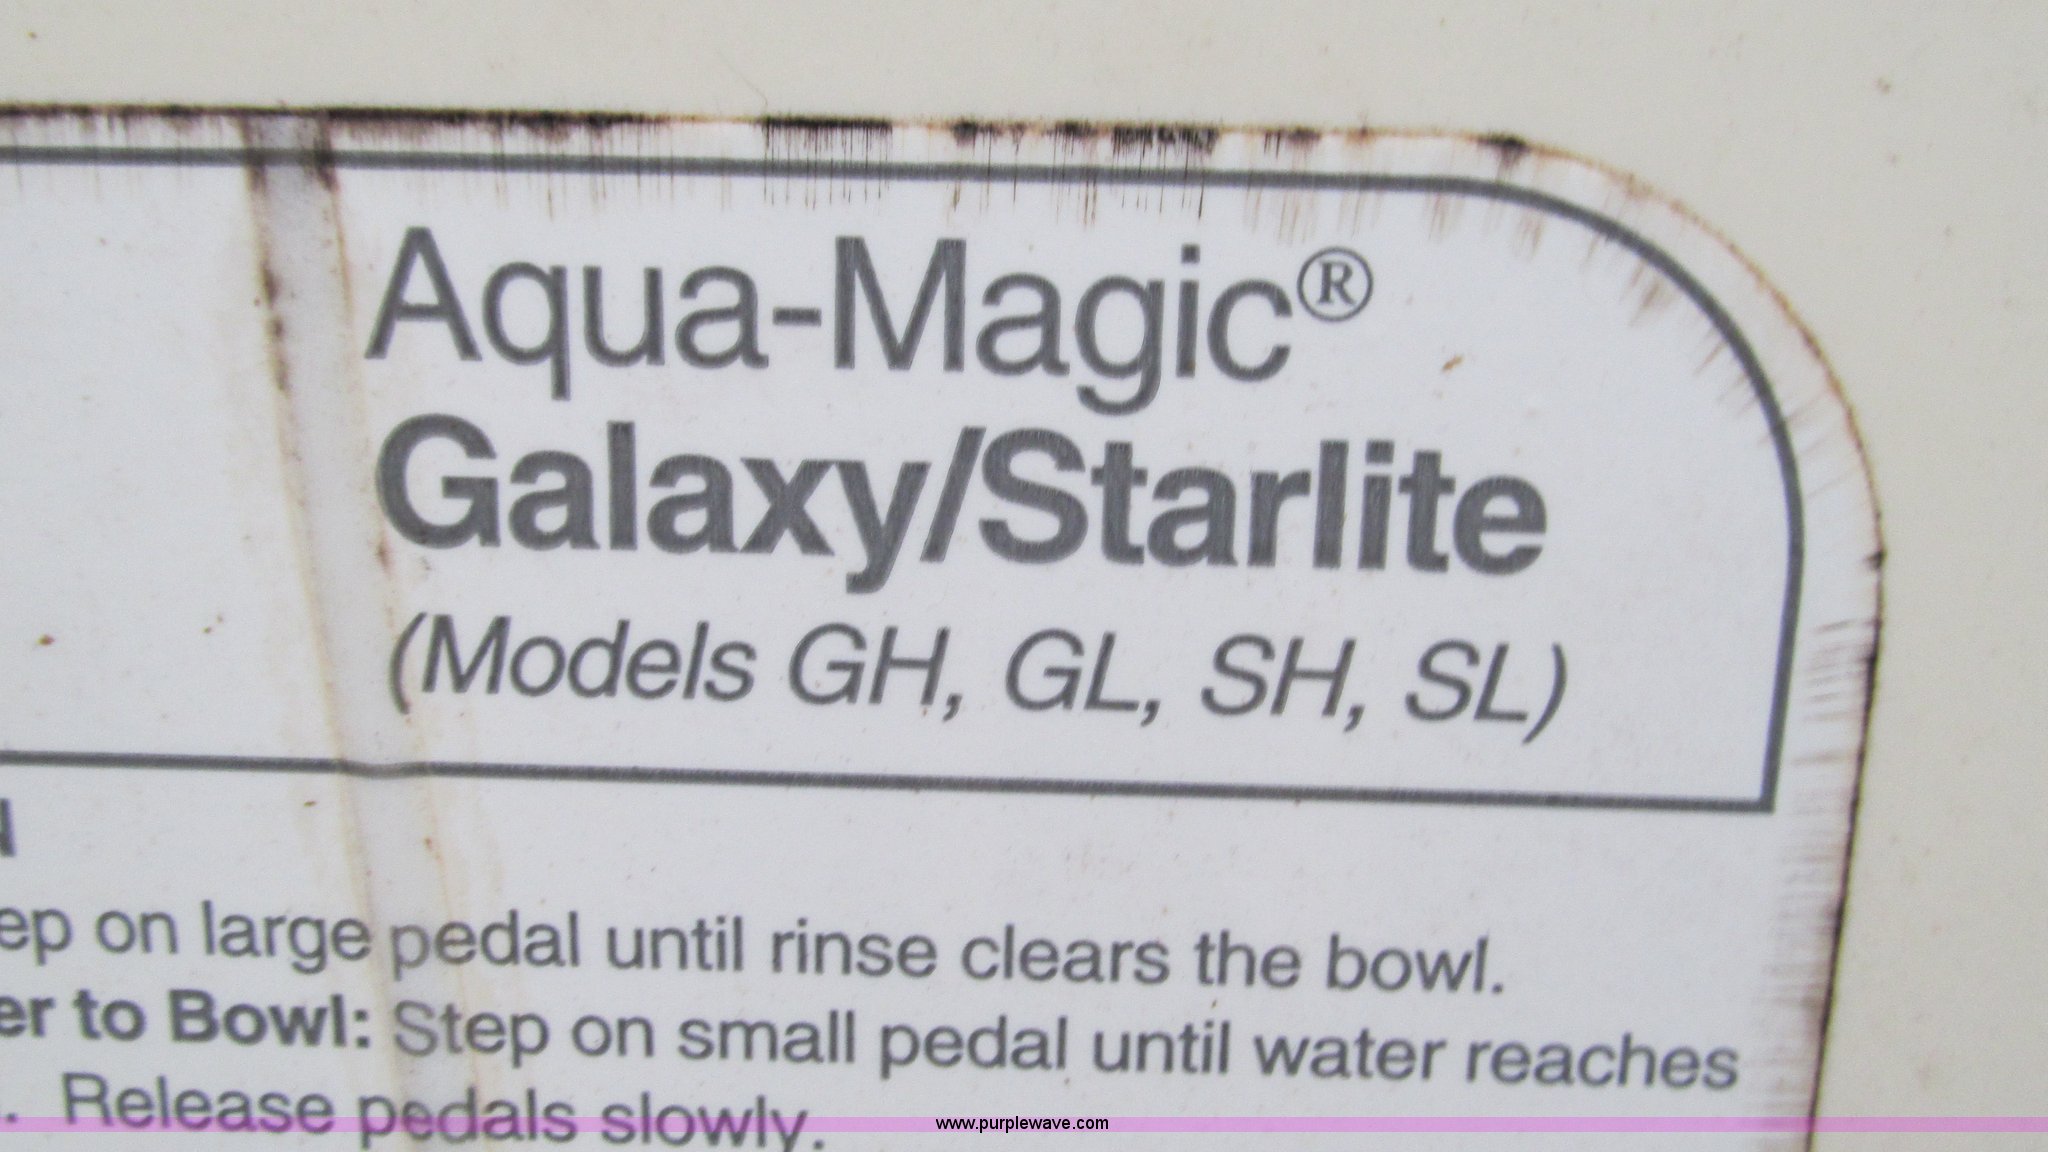 Aqua-Magic®
Galaxy/Starlite
(Models GH, GL, SH, SL)
ep on large pedal until rinse clears the bowl.
er to Bowl: Step on small pedal until water reaches
. Release pedals slowly.
www.purplewave.com